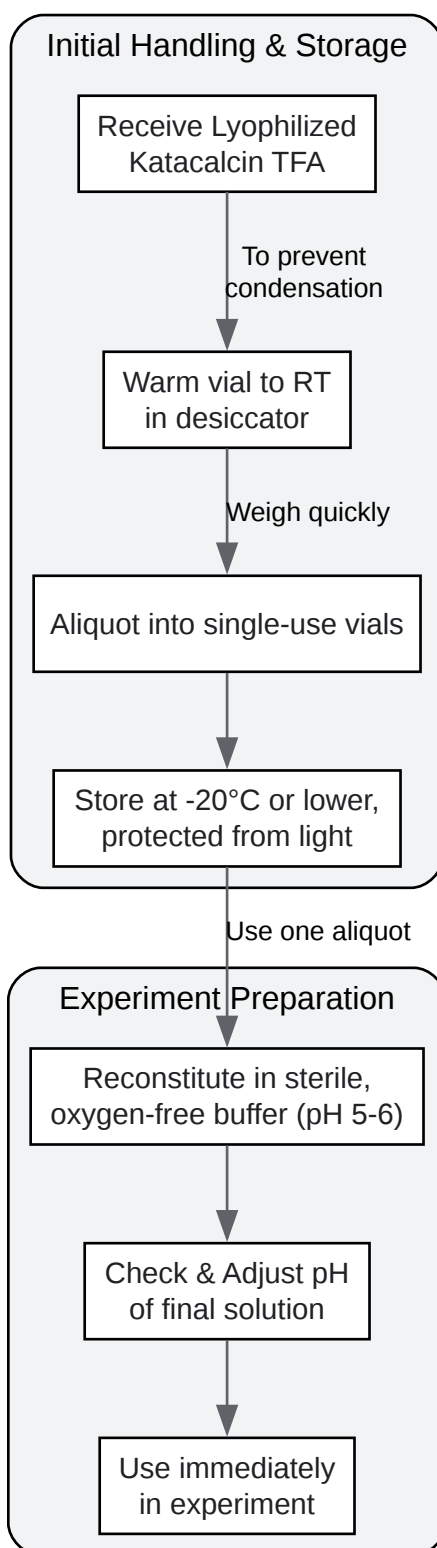 Initial Handling & Storage
Receive Lyophilized
Katacalcin TFA
To prevent
condensation
Warm vial to RT
in desiccator
Weigh quickly
Aliquot into single-use vials
Store at -20°C or lower,
protected from light
Use one aliquot
Experiment Preparation
Reconstitute in sterile,
oxygen-free buffer (pH 5-6)
Check & Adjust pH
of final solution
Use immediately
in experiment